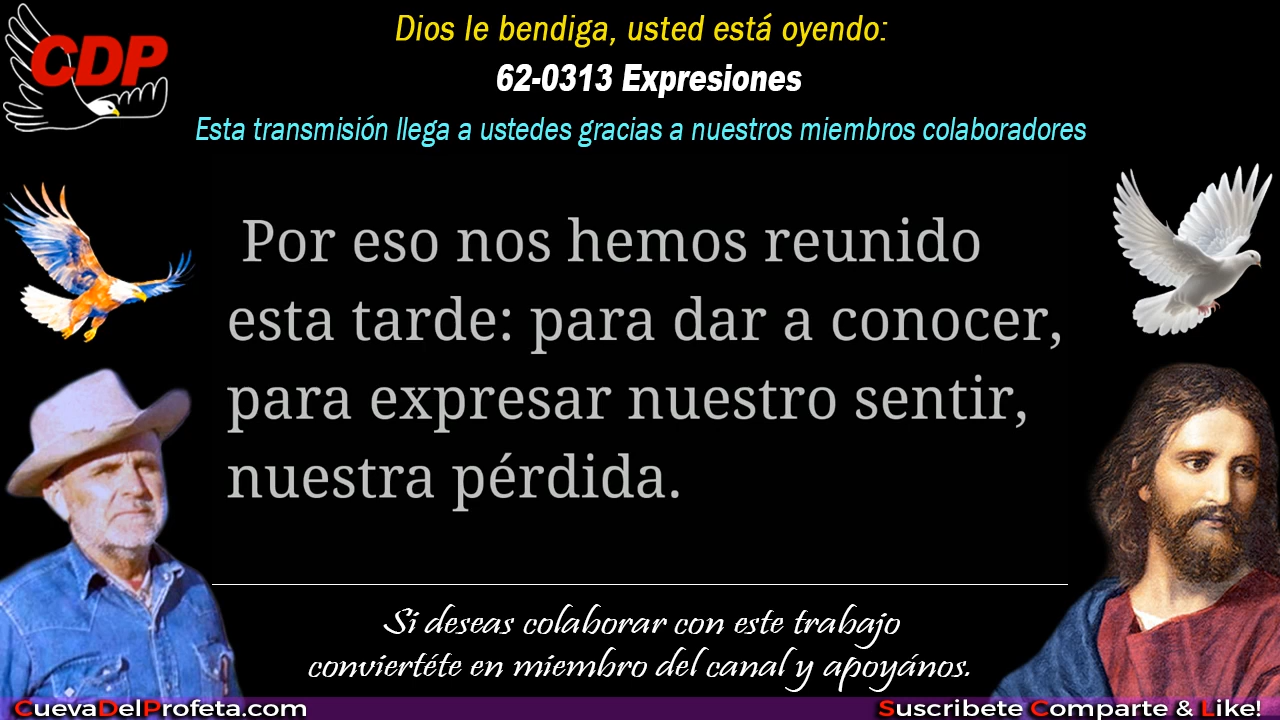 CDP
Dios le bendiga, usted está oyendo:
62-0313 Expresiones
Esta transmisión llega a ustedes gracias a nuestros miembros colaboradores
Por eso nos hemos reunido
esta tarde: para dar a conocer,
para expresar nuestro sentir,
nuestra pérdida.
Si deseas colaborar con este trabajo
conviertéte en miembro del canal y apoyános.
CuevaDelProfeta.com
Suscribete Comparte & Like!